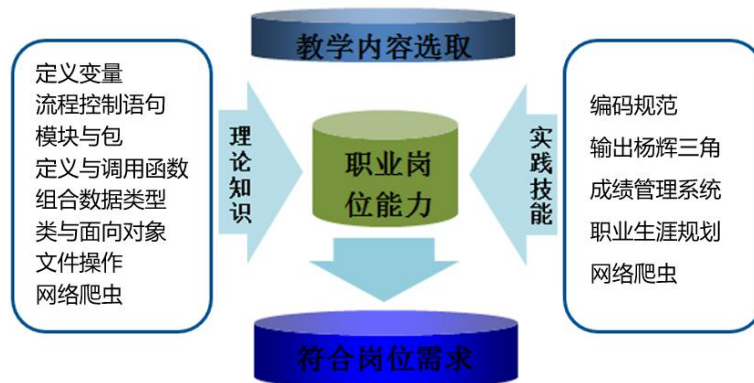 教学内容选取
定义变量
流程控制语句
模块与包
定义与调用函数
组合数据类型
类与面向对象
文件操作
网络爬虫
理论知识
职业岗
位能力
实践技能
编码规范
输出杨辉三角
成绩管理系统
职业生涯规划
网络爬虫
符合岗位需求